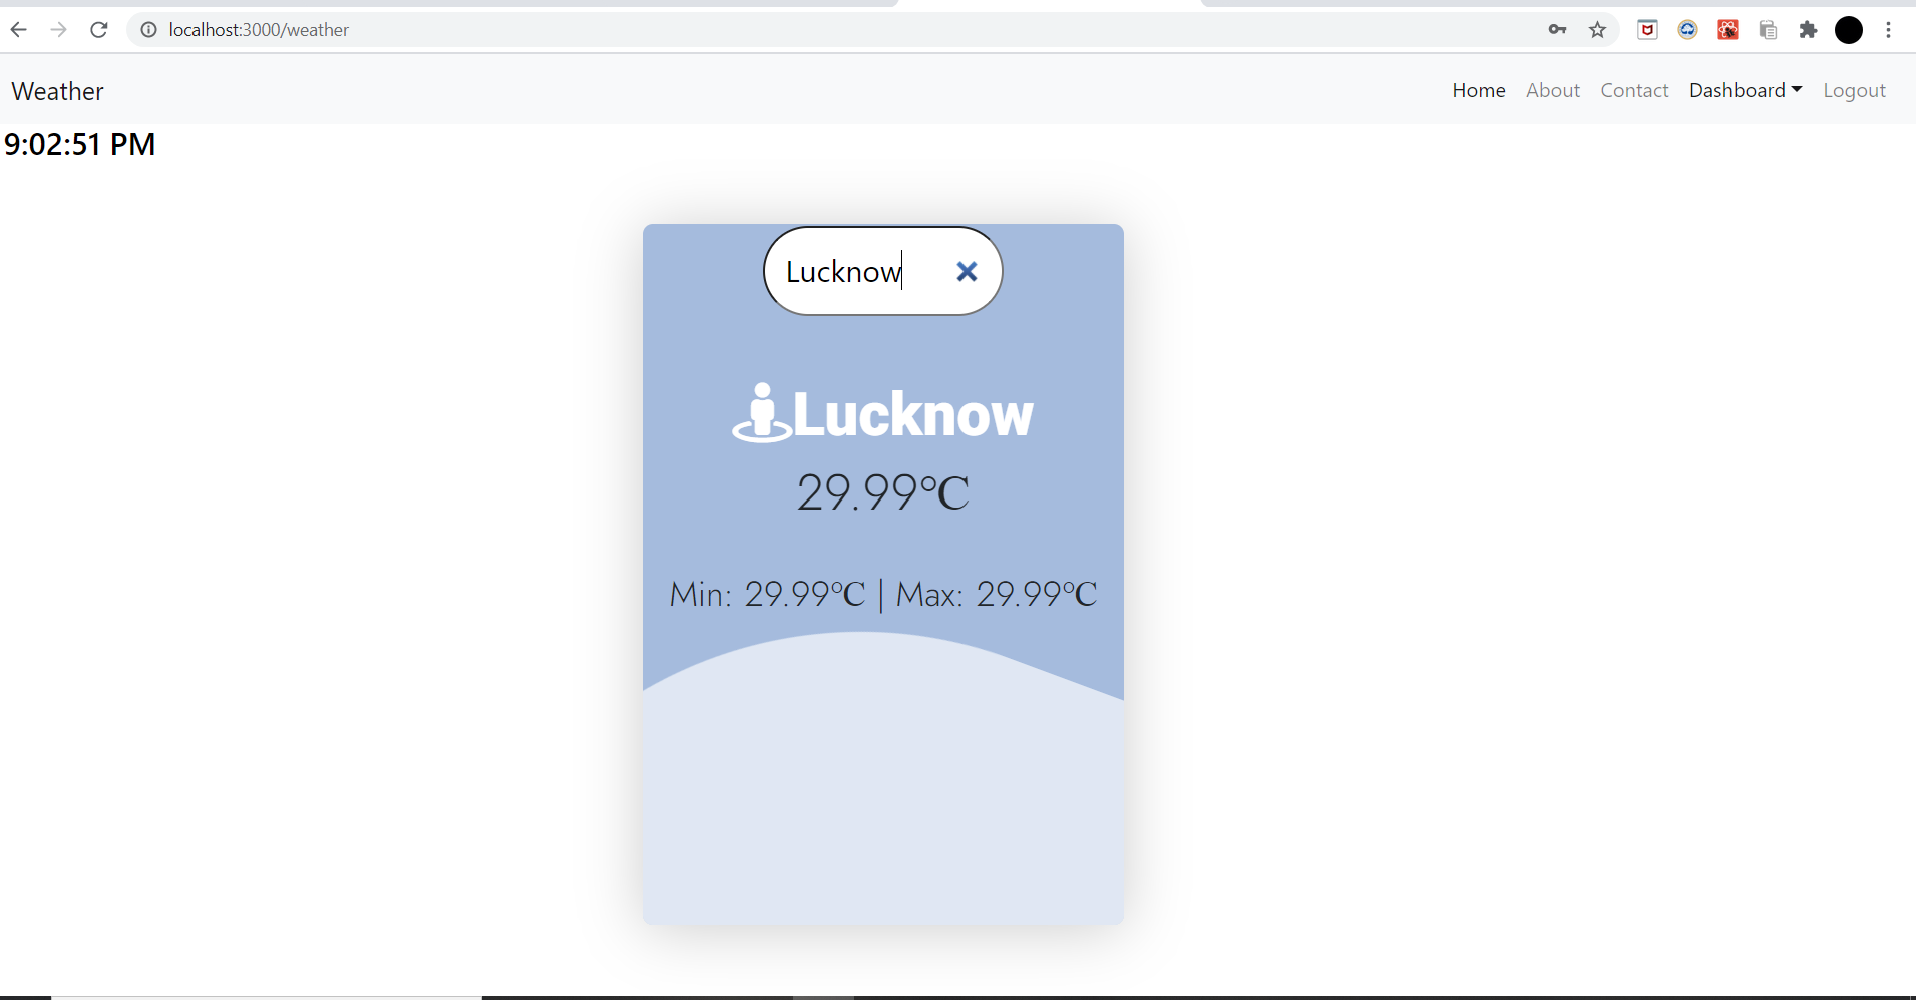 localhost:3000/weather
Weather Home About Contact Dashboard Logout
9:02:51 PM
Lucknow
Lucknow
29.99°C
Min: 29.99°C | Max: 29.99°C